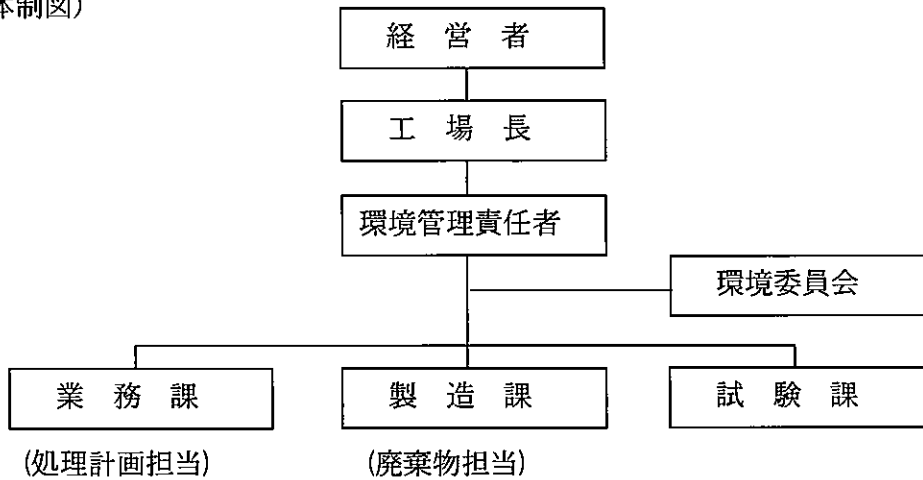 体制図)
経　営　者
工　場　長
環境管理責任者
環境委員会
業　務　課
製　造　課
試　験　課
(処理計画担当)
(廃棄物担当)